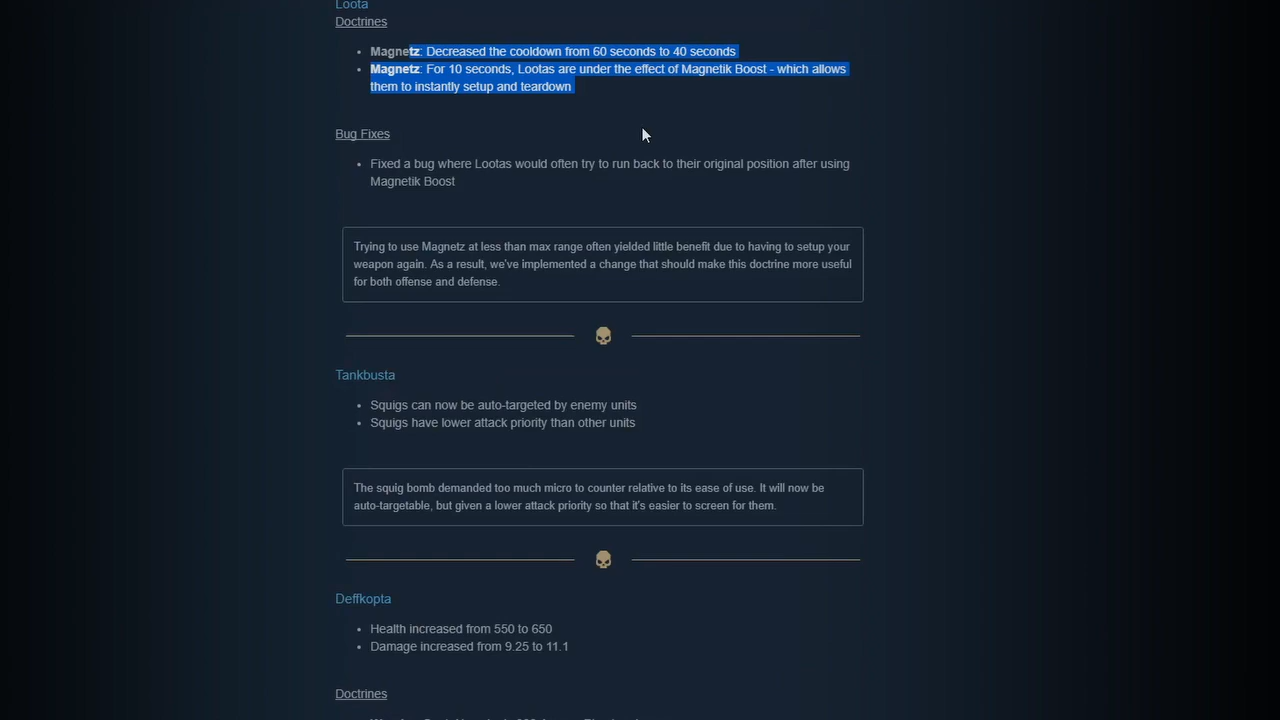 Loota
Doctrines
Magnetz: Decreased the cooldown from 60 seconds to 40 seconds
Magnetz: For 10 seconds, Lootas are under the effect of Magnetik Boost - which allows
them to instantly setup and teardown
Bug Fixes
Fixed a bug where Lootas would often try to run back to their original position after using
Magnetik Boost
Trying to use Magnetz at less than max range often yielded little benefit due to having to setup your
weapon again. As a result, we've implemented a change that should make this doctrine more useful
for both offense and defense.
Tankbusta
Squigs can now be auto-targeted by enemy units
Squigs have lower attack priority than other units
The squig bomb demanded too much micro to counter relative to its ease of use. It will now be
auto-targetable, but given a lower attack priority so that it's easier to screen for them.
Deffkopta
Health increased from 550 to 650
Damage increased from 9.25 to 11.1
Doctrines